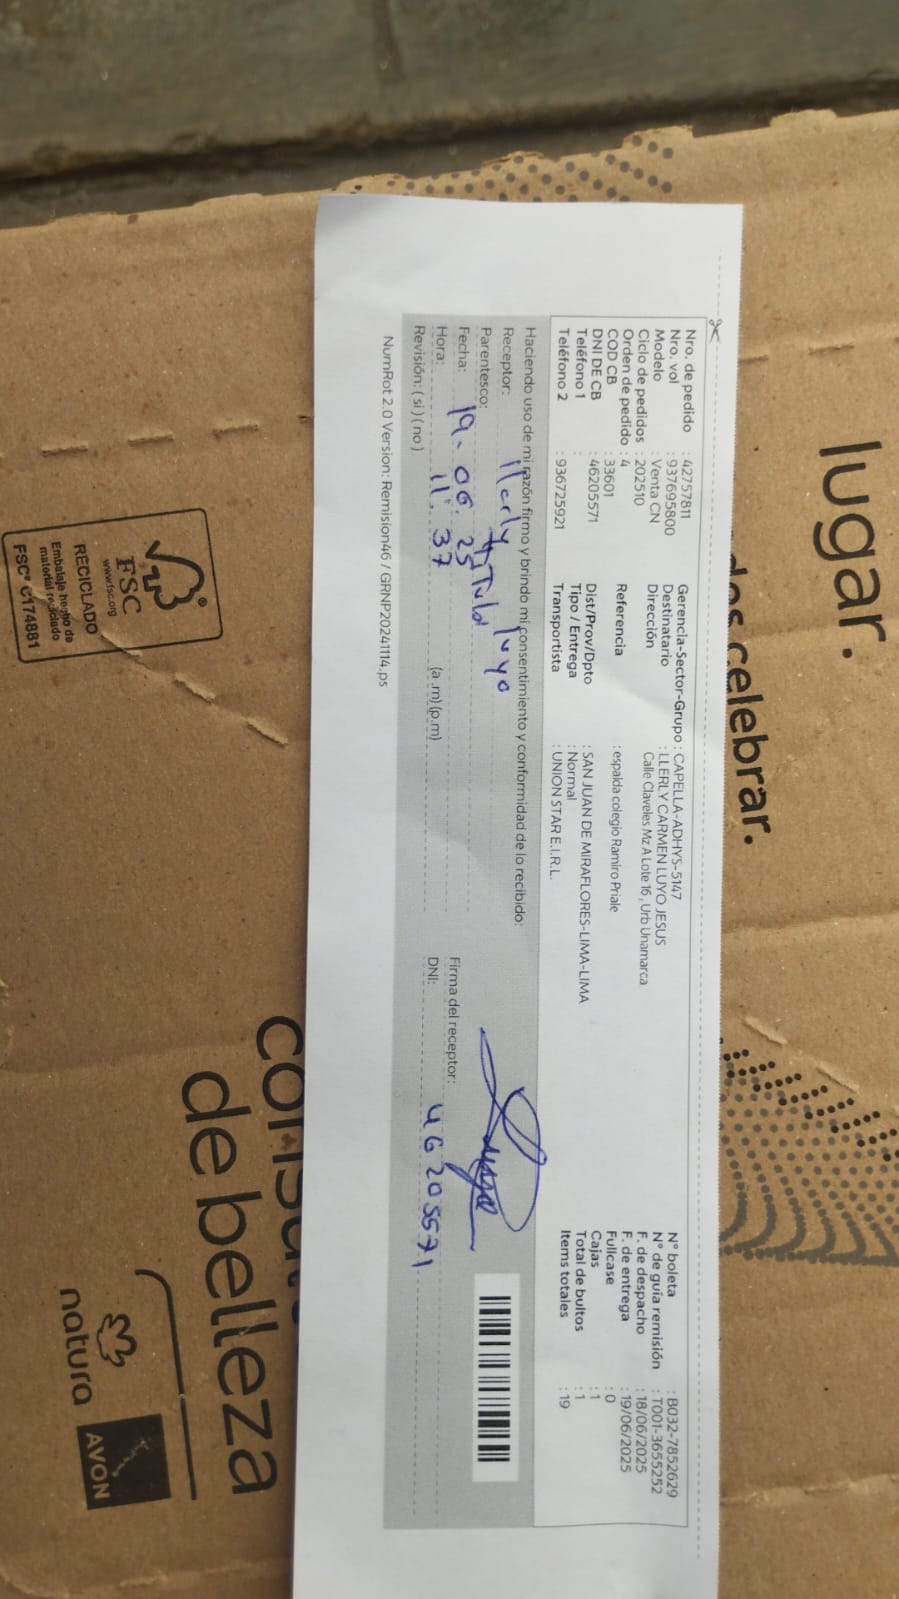 lugar.
des celebrar.
Nro. de pedido : 42757811
Nro. vol : 937695800
Modelo : Venta CN
Ciclo de pedidos : 202510
Orden de pedido : 4
COD CB : 33601
DNI DE CB : 46205571
Teléfono 1 :
Teléfono 2 : 936725921
Gerencia-Sector-Grupo : CAPELLA-ADHYS-5147
Destinatario : LLERLY CARMEN LUYO JESUS
Dirección : Calle Claveles Mz A Lote 16 , Urb Unamarca
Referencia : espalda colegio Ramiro Priale
Dist/Prov/Dpto : SAN JUAN DE MIRAFLORES-LIMA-LIMA
Tipo / Entrega : Normal
Transportista : UNION STAR E.I.R.L.
N° boleta : B032-7852629
N° de guia remisión : T001-3655252
F. de despacho : 18/06/2025
F. de entrega : 19/06/2025
Fullcase : 0
Cajas : 1
Total de bultos : 1
Items totales : 19
Haciendo uso de mi razón firmo y brindo mi consentimiento y conformidad de lo recibido:
Receptor: llerly luyo
Parentesco:
Fecha: 19. 06. 25
Hora: 11: 37 (a .m) (p.m)
Revisión: ( si ) ( no )
Firma del receptor:
DNI: 46205571
NumRot 2.0 Version: Remision46 / GRNP20241114.ps
de belleza
natura
AVON
FSC
www.fsc.org
RECICLADO
Embalaje hecho de
material reciclado
FSC® C174881